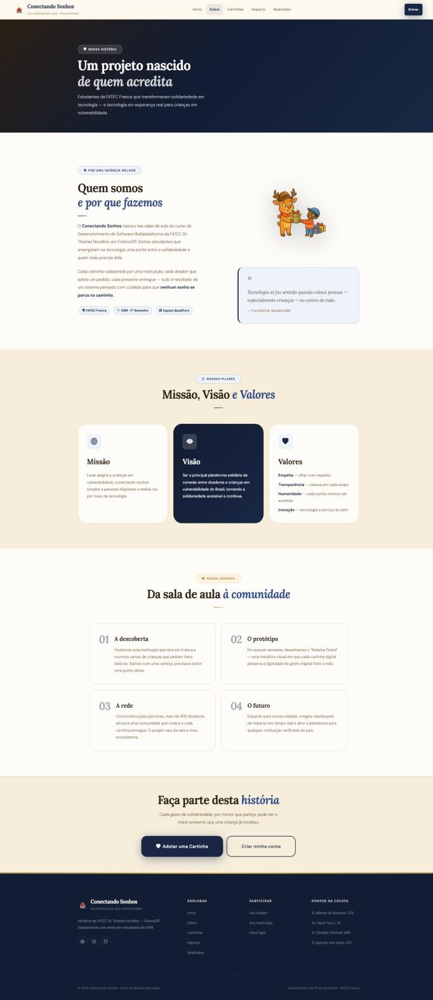 Conectando Sonhos
SOLIDARIEDADE QUE TRANSFORMA
Início
Sobre
Cartinhas
Impacto
Realizados
Entrar
NOSSA HISTÓRIA
Um projeto nascido
de quem acredita
Estudantes da FATEC Franca que transformaram solidariedade em
tecnologia — e tecnologia em esperança real para crianças em
vulnerabilidade.
POR UMA INFÂNCIA MELHOR
Quem somos
e por que fazemos
O Conectando Sonhos nasceu nas salas de aula do curso de
Desenvolvimento de Software Multiplataforma da FATEC Dr.
Thomaz Novelino, em Franca/SP. Somos estudantes que
enxergaram na tecnologia uma ponte entre a solidariedade e
quem mais precisa dela.
Cada cartinha cadastrada por uma instituição, cada doador que
adota um pedido, cada presente entregue — tudo é resultado de
um sistema pensado com cuidado para que nenhum sonho se
perca no caminho.
FATEC Franca
DSM · 2º Semestre
Equipe QuadCore
"
Tecnologia só faz sentido quando coloca pessoas —
especialmente crianças — no centro de tudo.
— FILOSOFIA QUADCORE
NOSSOS PILARES
Missão, Visão e Valores
Missão
Levar alegria a crianças em
vulnerabilidade, conectando sonhos
simples a pessoas dispostas a realizá-los
por meio da tecnologia.
Visão
Ser a principal plataforma solidária de
conexão entre doadores e crianças em
vulnerabilidade do Brasil, tornando a
solidariedade acessível e contínua.
Valores
Empatia — olhar com respeito
Transparência — clareza em cada etapa
Humanidade — cada sonho merece ser
acolhido
Inovação — tecnologia a serviço do bem
NOSSA JORNADA
Da sala de aula à comunidade
01
A descoberta
Visitamos uma instituição parceira em Franca e
ouvimos cartas de crianças que pediam itens
básicos. Saímos com uma certeza: precisava existir
uma ponte direta.
02
O protótipo
Em poucas semanas, desenhamos o "Sistema Postal"
— uma metáfora visual em que cada cartinha digital
preserva a dignidade do gesto original feito a mão.
03
A rede
Cinco instituições parceiras, mais de 400 doadores
ativos e uma comunidade que cresce a cada
cartinha entregue. O projeto saiu da sala e virou
ecossistema.
04
O futuro
Expandir para outras cidades, integrar dashboards
de impacto em tempo real e abrir a plataforma para
qualquer instituição verificada do país.
Faça parte desta história
Cada gesto de solidariedade, por menor que pareça, pode ser o
maior presente que uma criança já recebeu.
Adotar uma Cartinha
Criar minha conta
Conectando Sonhos
SOLIDARIEDADE QUE TRANSFORMA
Iniciativa da FATEC Dr. Thomaz Novelino — Franca/SP.
Desenvolvido com amor por estudantes de DSM.
EXPLORAR
Início
Sobre
Cartinhas
Impacto
Realizados
PARTICIPAR
Sou doador
Sou instituição
Fazer login
PONTOS DE COLETA
R. Alberto de Azevedo, 379
Av. Paulo Pucci, 79
R. Cândido Portinari, 899
R. Augusto dos Anjos, 551
© 2026 Conectando Sonhos · Todos os direitos reservados
Desenvolvido com ♥ por QuadCore · FATEC Franca